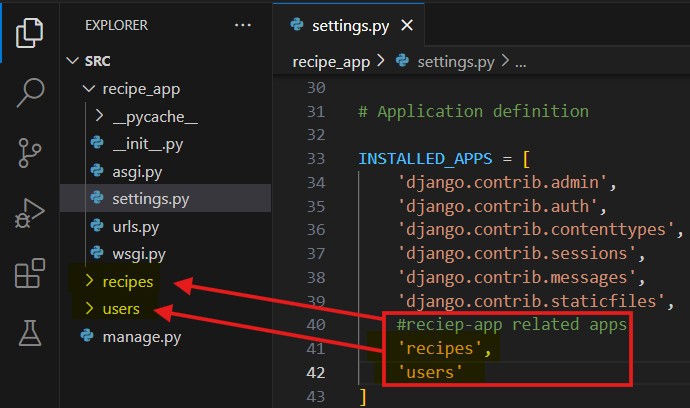 EXPLORER
SRC
recipe_app
__pycache__
__init__.py
asgi.py
settings.py
urls.py
wsgi.py
recipes
users
manage.py
settings.py
recipe_app > settings.py > ...
30
31 # Application definition
32
33 INSTALLED_APPS = [
34 'django.contrib.admin',
35 'django.contrib.auth',
36 'django.contrib.contenttypes',
37 'django.contrib.sessions',
38 'django.contrib.messages',
39 'django.contrib.staticfiles',
40 #reciep-app related apps
41 'recipes',
42 'users'
43 ]